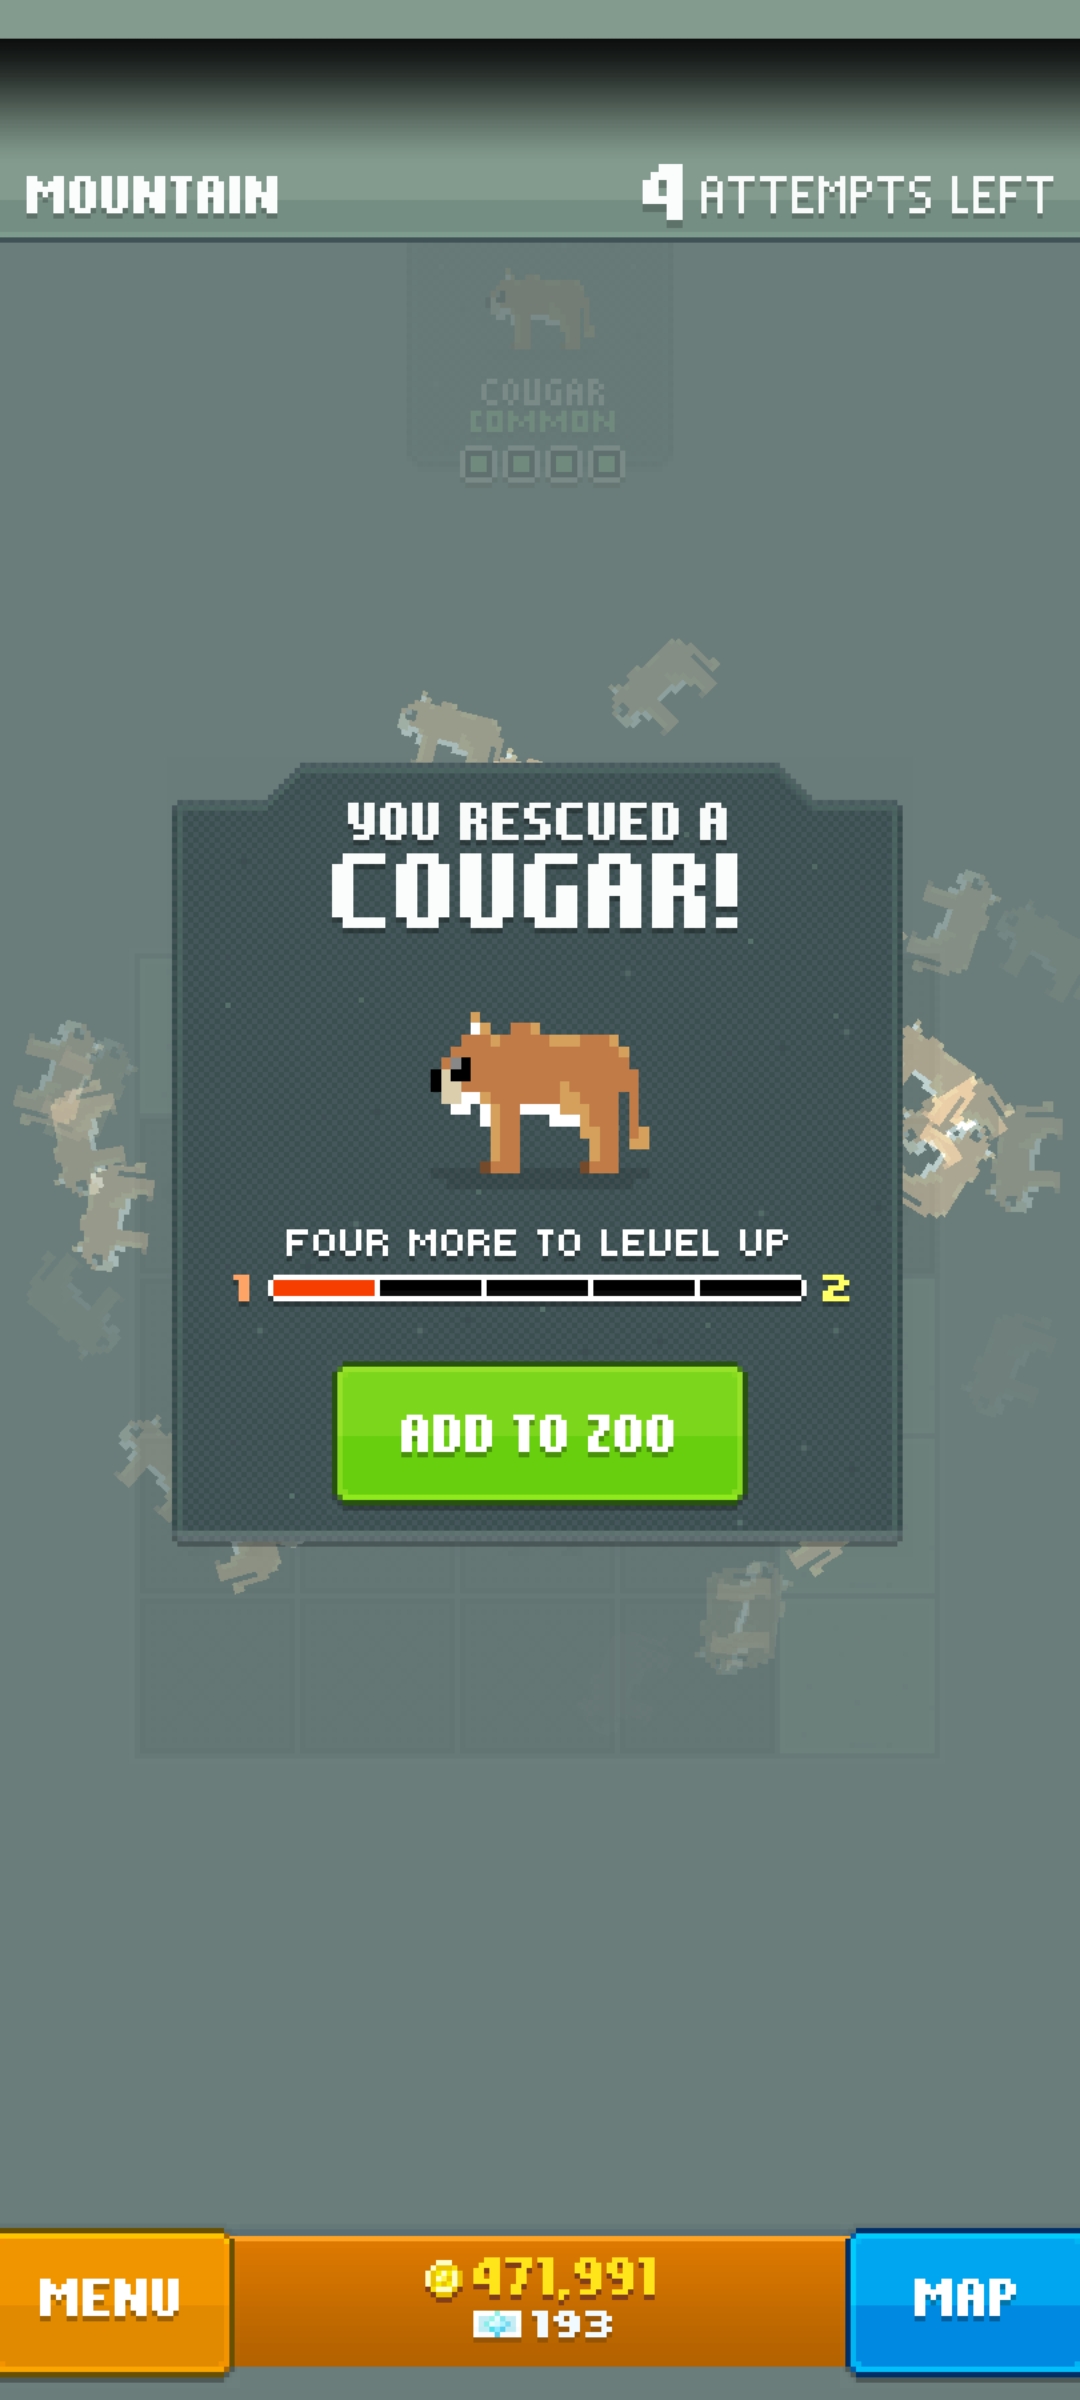 MOUNTAIN
4 ATTEMPTS LEFT
COUGAR
COMMON
YOU RESCUED A
COUGAR!
FOUR MORE TO LEVEL UP
1 2
ADD TO ZOO
MENU
471,991
193
MAP